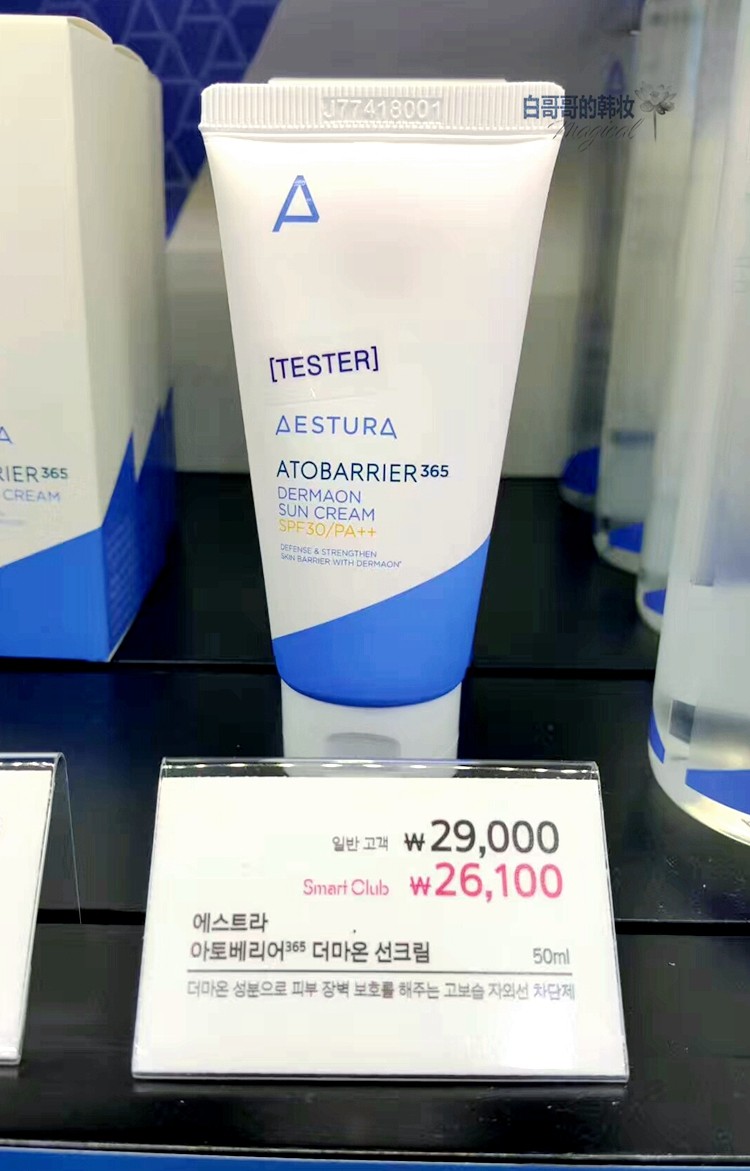 J77418001
白哥哥的韩妆
Magical
[TESTER]
AESTURA
ATOBARRIER365
DERMAON
SUN CREAM
SPF30/PA++
DEFENSE & STRENGTHEN
SKIN BARRIER WITH DERMAON®
RIER365
CREAM
일반 고객 ₩29,000
Smart Club ₩26,100
에스트라
아토베리어365 더마온 선크림 50ml
더마온 성분으로 피부 장벽 보호를 해주는 고보습 자외선 차단제